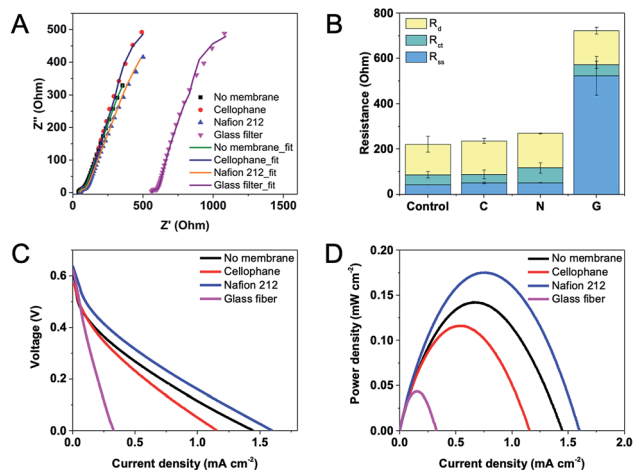 A
Z'' (Ohm)
500
400
300
200
100
0
No membrane
Cellophane
Nafion 212
Glass filter
No membrane_fit
Cellophane_fit
Nafion 212_fit
Glass filter_fit
0 500 1000 1500
Z' (Ohm)
B
Resistance (Ohm)
800
600
400
200
0
Rd
Rct
Rss
Control C N G
C
Voltage (V)
0.6
0.4
0.2
0.0
No membrane
Cellophane
Nafion 212
Glass fiber
0.0 0.5 1.0 1.5
Current density (mA cm-2)
D
Power density (mW cm-2)
0.20
0.15
0.10
0.05
0.00
No membrane
Cellophane
Nafion 212
Glass fiber
0.0 0.5 1.0 1.5 2.0
Current density (mA cm-2)